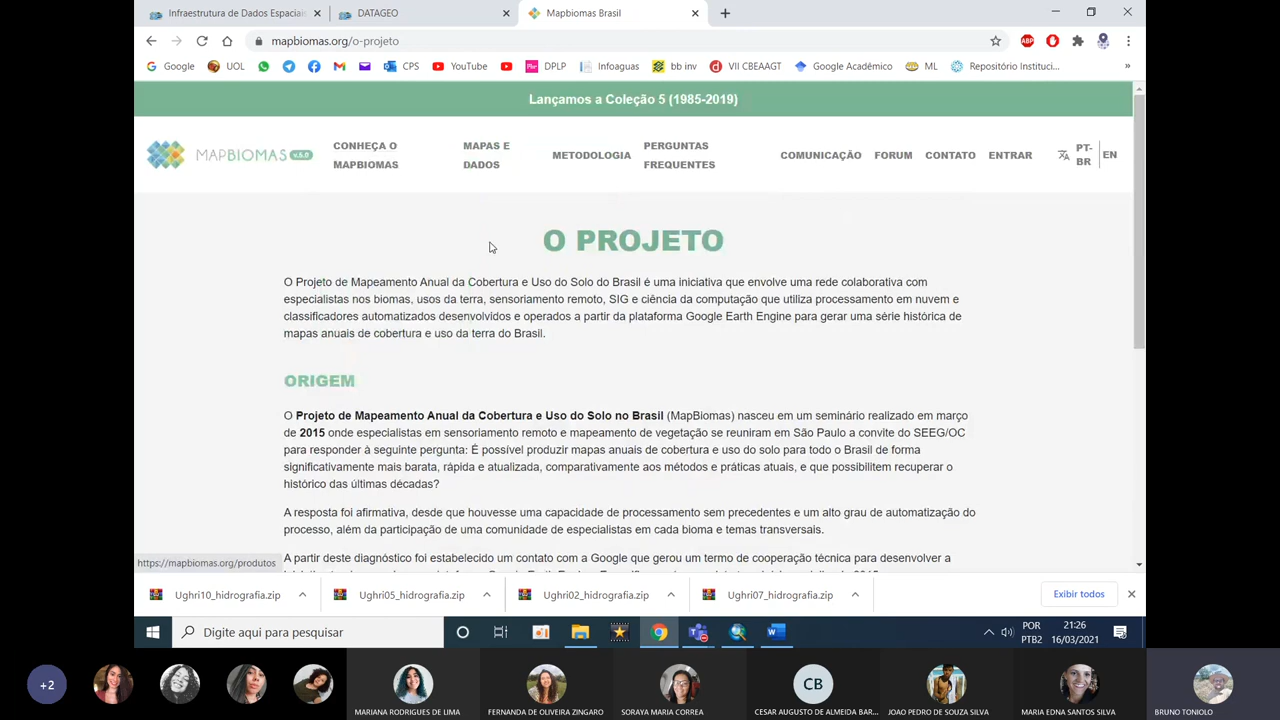 Infraestrutura de Dados Espaciai
DATAGEO
Mapbiomas Brasil
mapbiomas.org/o-projeto
ABP
Google
UOL
CPS
YouTube
DPLP
Infoaguas
bb inv
VII CBEAAGT
Google Acadêmico
ML
Repositório Instituci...
»
Lançamos a Coleção 5 (1985-2019)
MAPBIOMAS v.5.0
CONHEÇA O
MAPBIOMAS
MAPAS E
DADOS
METODOLOGIA
PERGUNTAS
FREQUENTES
COMUNICAÇÃO
FORUM
CONTATO
ENTRAR
PT-
BR
EN
O PROJETO
O Projeto de Mapeamento Anual da Cobertura e Uso do Solo do Brasil é uma iniciativa que envolve uma rede colaborativa com
especialistas nos biomas, usos da terra, sensoriamento remoto, SIG e ciência da computação que utiliza processamento em nuvem e
classificadores automatizados desenvolvidos e operados a partir da plataforma Google Earth Engine para gerar uma série histórica de
mapas anuais de cobertura e uso da terra do Brasil.
ORIGEM
O Projeto de Mapeamento Anual da Cobertura e Uso do Solo no Brasil (MapBiomas) nasceu em um seminário realizado em março
de 2015 onde especialistas em sensoriamento remoto e mapeamento de vegetação se reuniram em São Paulo a convite do SEEG/OC
para responder à seguinte pergunta: É possível produzir mapas anuais de cobertura e uso do solo para todo o Brasil de forma
significativamente mais barata, rápida e atualizada, comparativamente aos métodos e práticas atuais, e que possibilitem recuperar o
histórico das últimas décadas?
A resposta foi afirmativa, desde que houvesse uma capacidade de processamento sem precedentes e um alto grau de automatização do
processo, além da participação de uma comunidade de especialistas em cada bioma e temas transversais.
A partir deste diagnóstico foi estabelecido um contato com a Google que gerou um termo de cooperação técnica para desenvolver a
https://mapbiomas.org/produtos
Ughri10_hidrografia.zip
Ughri05_hidrografia.zip
Ughri02_hidrografia.zip
Ughri07_hidrografia.zip
Exibir todos
Digite aqui para pesquisar
POR
PTB2
21:26
16/03/2021
+2
MARIANA RODRIGUES DE LIMA
FERNANDA DE OLIVEIRA ZINGARO
SORAYA MARIA CORREA
CB
CESAR AUGUSTO DE ALMEIDA BAR...
JOAO PEDRO DE SOUZA SILVA
MARIA EDNA SANTOS SILVA
BRUNO TONIOLO